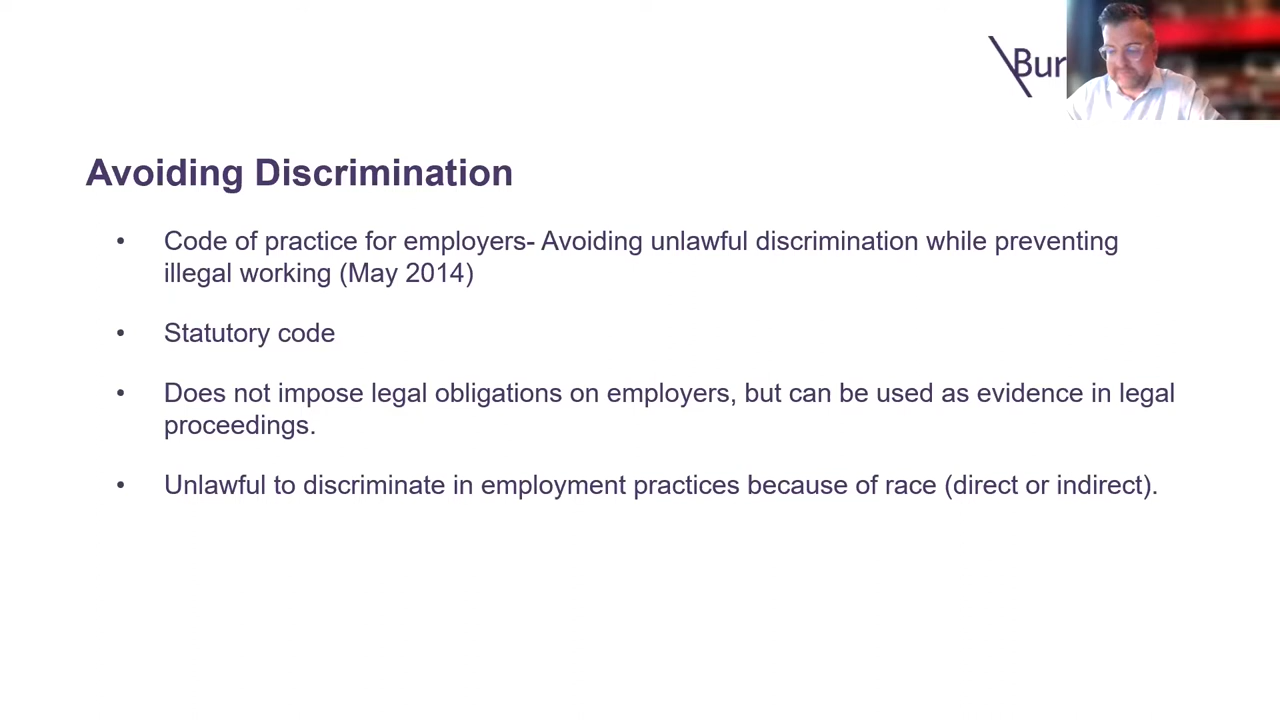 Bur
Avoiding Discrimination
• Code of practice for employers- Avoiding unlawful discrimination while preventing
illegal working (May 2014)
• Statutory code
• Does not impose legal obligations on employers, but can be used as evidence in legal
proceedings.
• Unlawful to discriminate in employment practices because of race (direct or indirect).